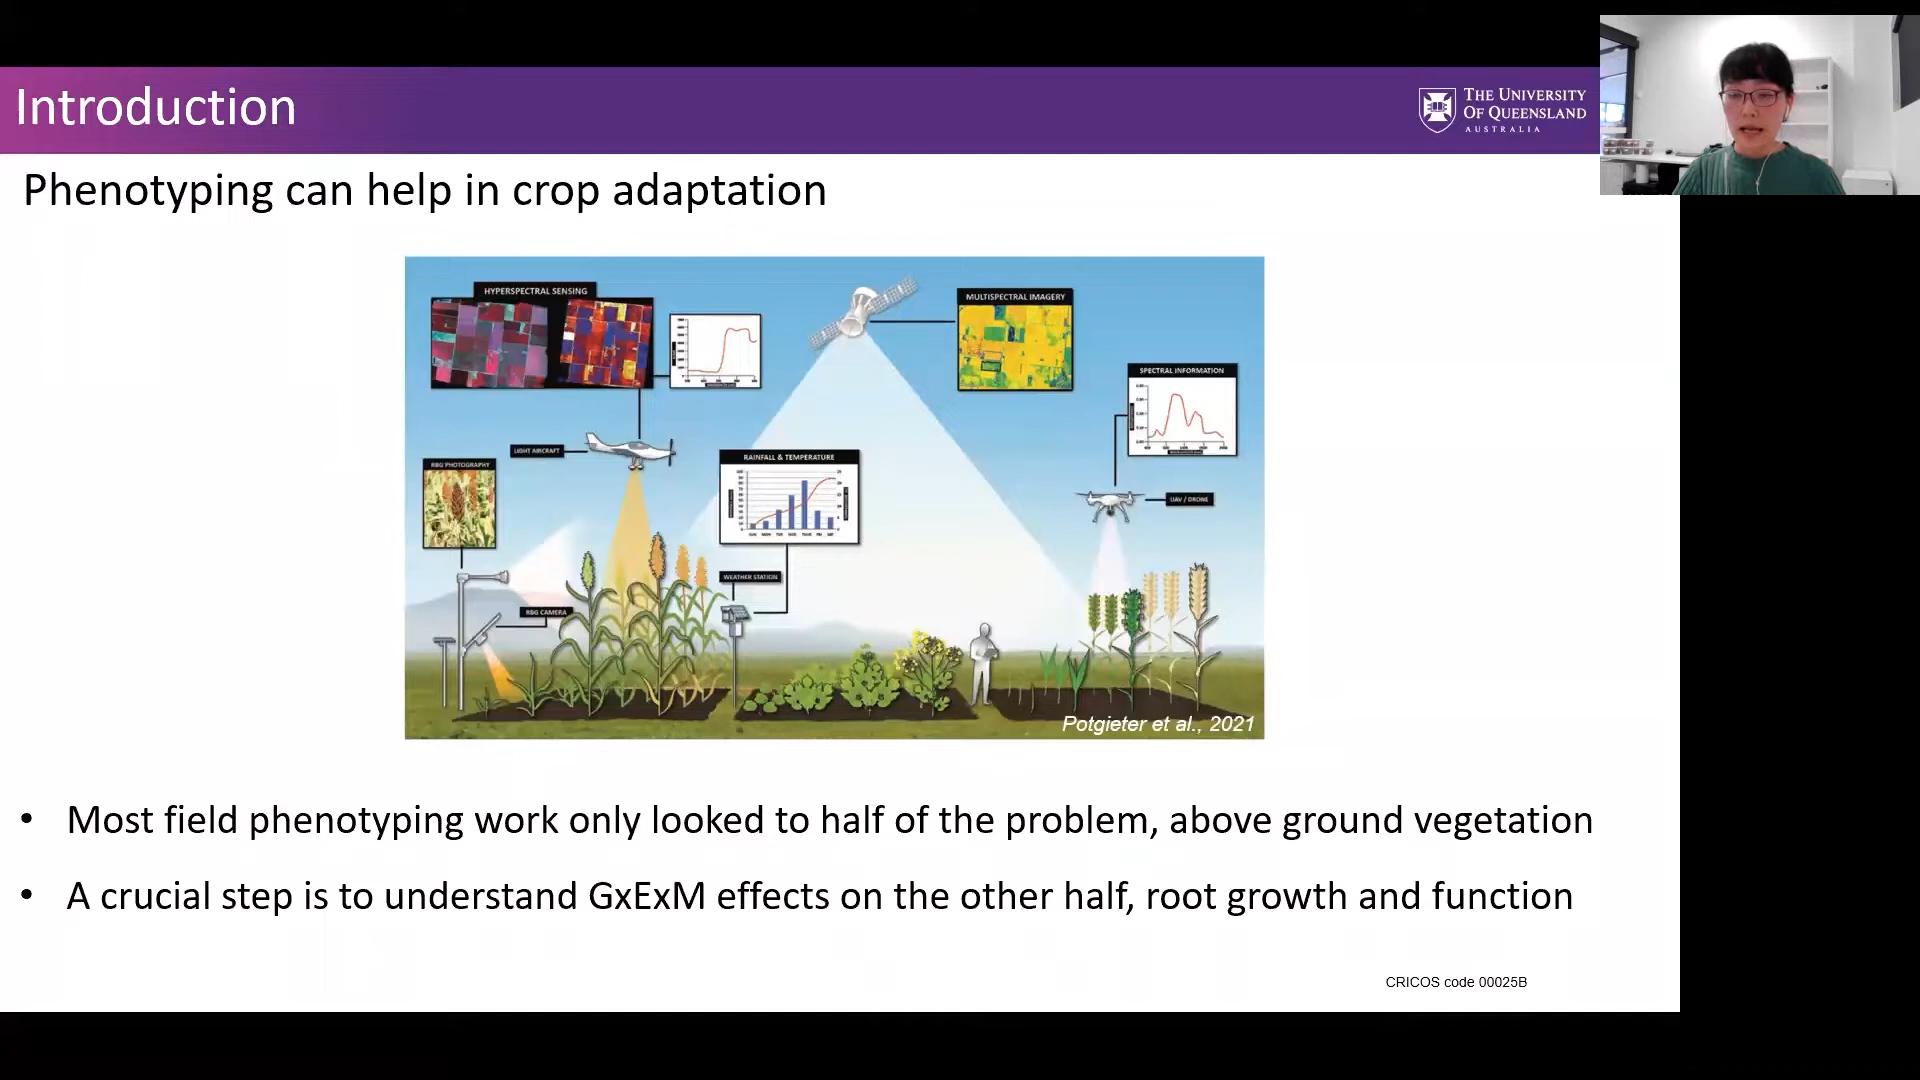 Introduction
THE UNIVERSITY
OF QUEENSLAND
AUSTRALIA
Phenotyping can help in crop adaptation
HYPERSPECTRAL SENSING
MULTISPECTRAL IMAGERY
SPECTRAL INFORMATION
LIGHT AIRCRAFT
RAINFALL & TEMPERATURE
RBG PHOTOGRAPHY
UAV / DRONE
WEATHER STATION
RBG CAMERA
Potgieter et al., 2021
• Most field phenotyping work only looked to half of the problem, above ground vegetation
• A crucial step is to understand GxExM effects on the other half, root growth and function
CRICOS code 00025B